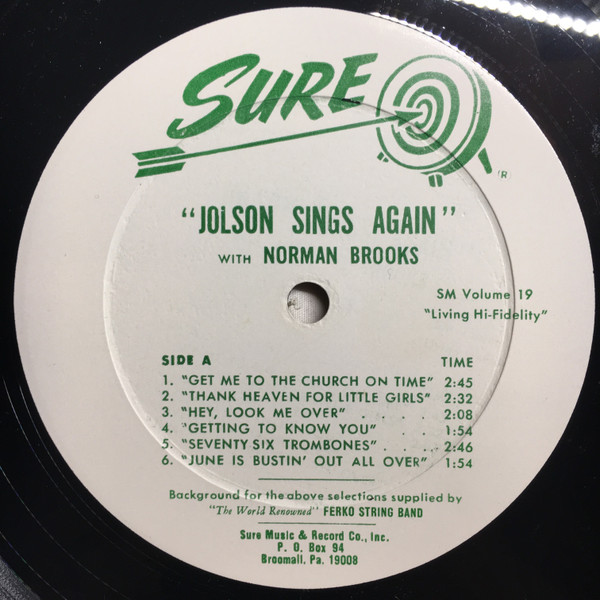 SURE
R
"JOLSON SINGS AGAIN"
WITH NORMAN BROOKS
SM Volume 19
"Living Hi-Fidelity"
SIDE A TIME
1. "GET ME TO THE CHURCH ON TIME" 2:45
2. "THANK HEAVEN FOR LITTLE GIRLS" 2:32
3. "HEY, LOOK ME OVER" . . . . 2:08
4. "GETTING TO KNOW YOU" . . . 1:54
5. "SEVENTY SIX TROMBONES" . . . . 2:46
6. "JUNE IS BUSTIN' OUT ALL OVER" 1:54
Background for the above selections supplied by
"The World Renowned" FERKO STRING BAND
Sure Music & Record Co., Inc.
P. O. Box 94
Broomall, Pa. 19008